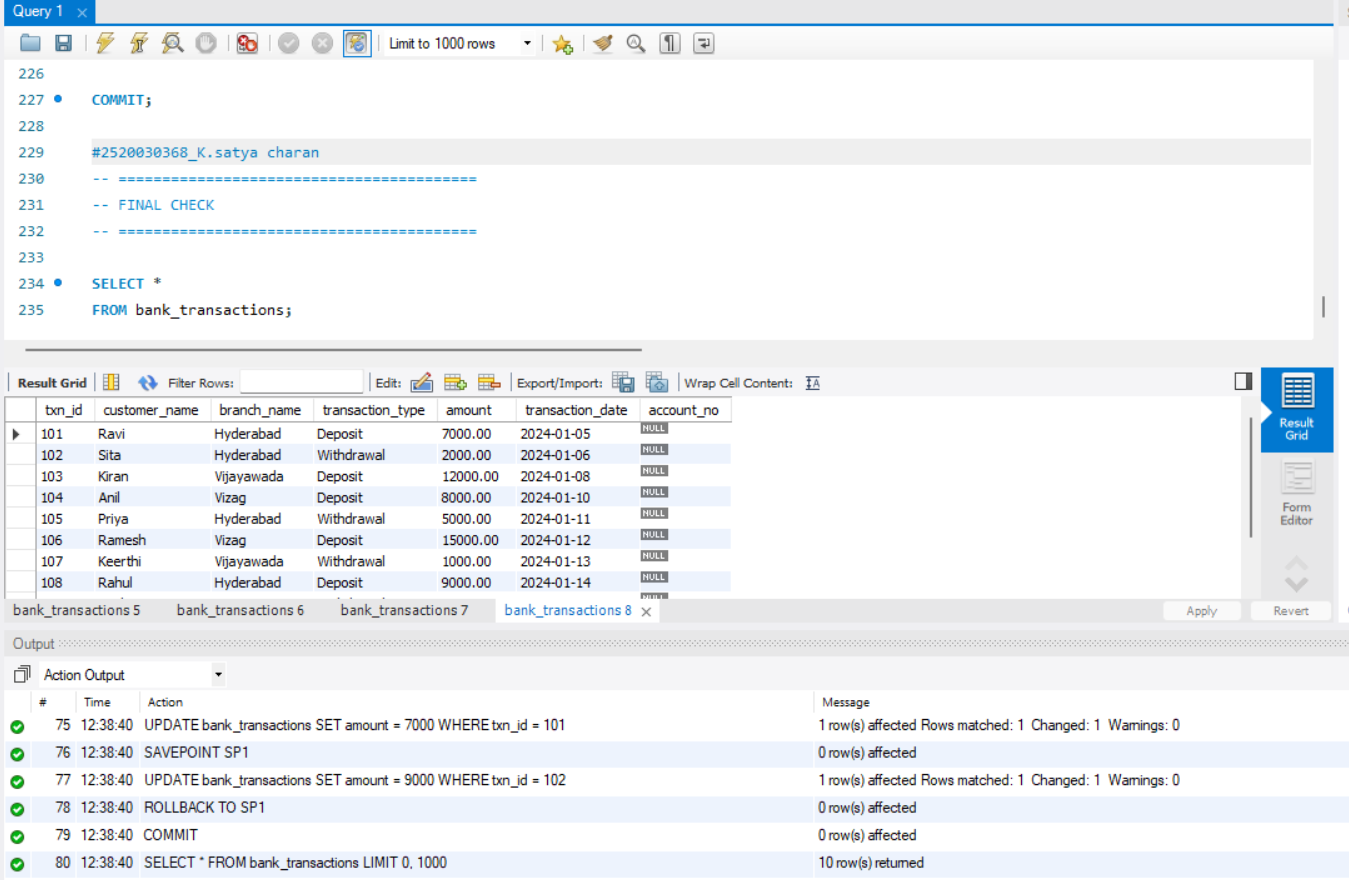 Query 1
Limit to 1000 rows
226
227 COMMIT;
228
229 #2520030368_K.satya charan
230 -- =========================================
231 -- FINAL CHECK
232 -- =========================================
233
234 SELECT *
235 FROM bank_transactions;
Result Grid Filter Rows: Edit: Export/Import: Wrap Cell Content:
txn_id customer_name branch_name transaction_type amount transaction_date account_no
101 Ravi Hyderabad Deposit 7000.00 2024-01-05 NULL
102 Sita Hyderabad Withdrawal 2000.00 2024-01-06 NULL
103 Kiran Vijayawada Deposit 12000.00 2024-01-08 NULL
104 Anil Vizag Deposit 8000.00 2024-01-10 NULL
105 Priya Hyderabad Withdrawal 5000.00 2024-01-11 NULL
106 Ramesh Vizag Deposit 15000.00 2024-01-12 NULL
107 Keerthi Vijayawada Withdrawal 1000.00 2024-01-13 NULL
108 Rahul Hyderabad Deposit 9000.00 2024-01-14 NULL
Result
Grid
Form
Editor
bank_transactions 5 bank_transactions 6 bank_transactions 7 bank_transactions 8 Apply Revert
Output
Action Output
# Time Action Message
75 12:38:40 UPDATE bank_transactions SET amount = 7000 WHERE txn_id = 101 1 row(s) affected Rows matched: 1 Changed: 1 Warnings: 0
76 12:38:40 SAVEPOINT SP1 0 row(s) affected
77 12:38:40 UPDATE bank_transactions SET amount = 9000 WHERE txn_id = 102 1 row(s) affected Rows matched: 1 Changed: 1 Warnings: 0
78 12:38:40 ROLLBACK TO SP1 0 row(s) affected
79 12:38:40 COMMIT 0 row(s) affected
80 12:38:40 SELECT * FROM bank_transactions LIMIT 0, 1000 10 row(s) returned